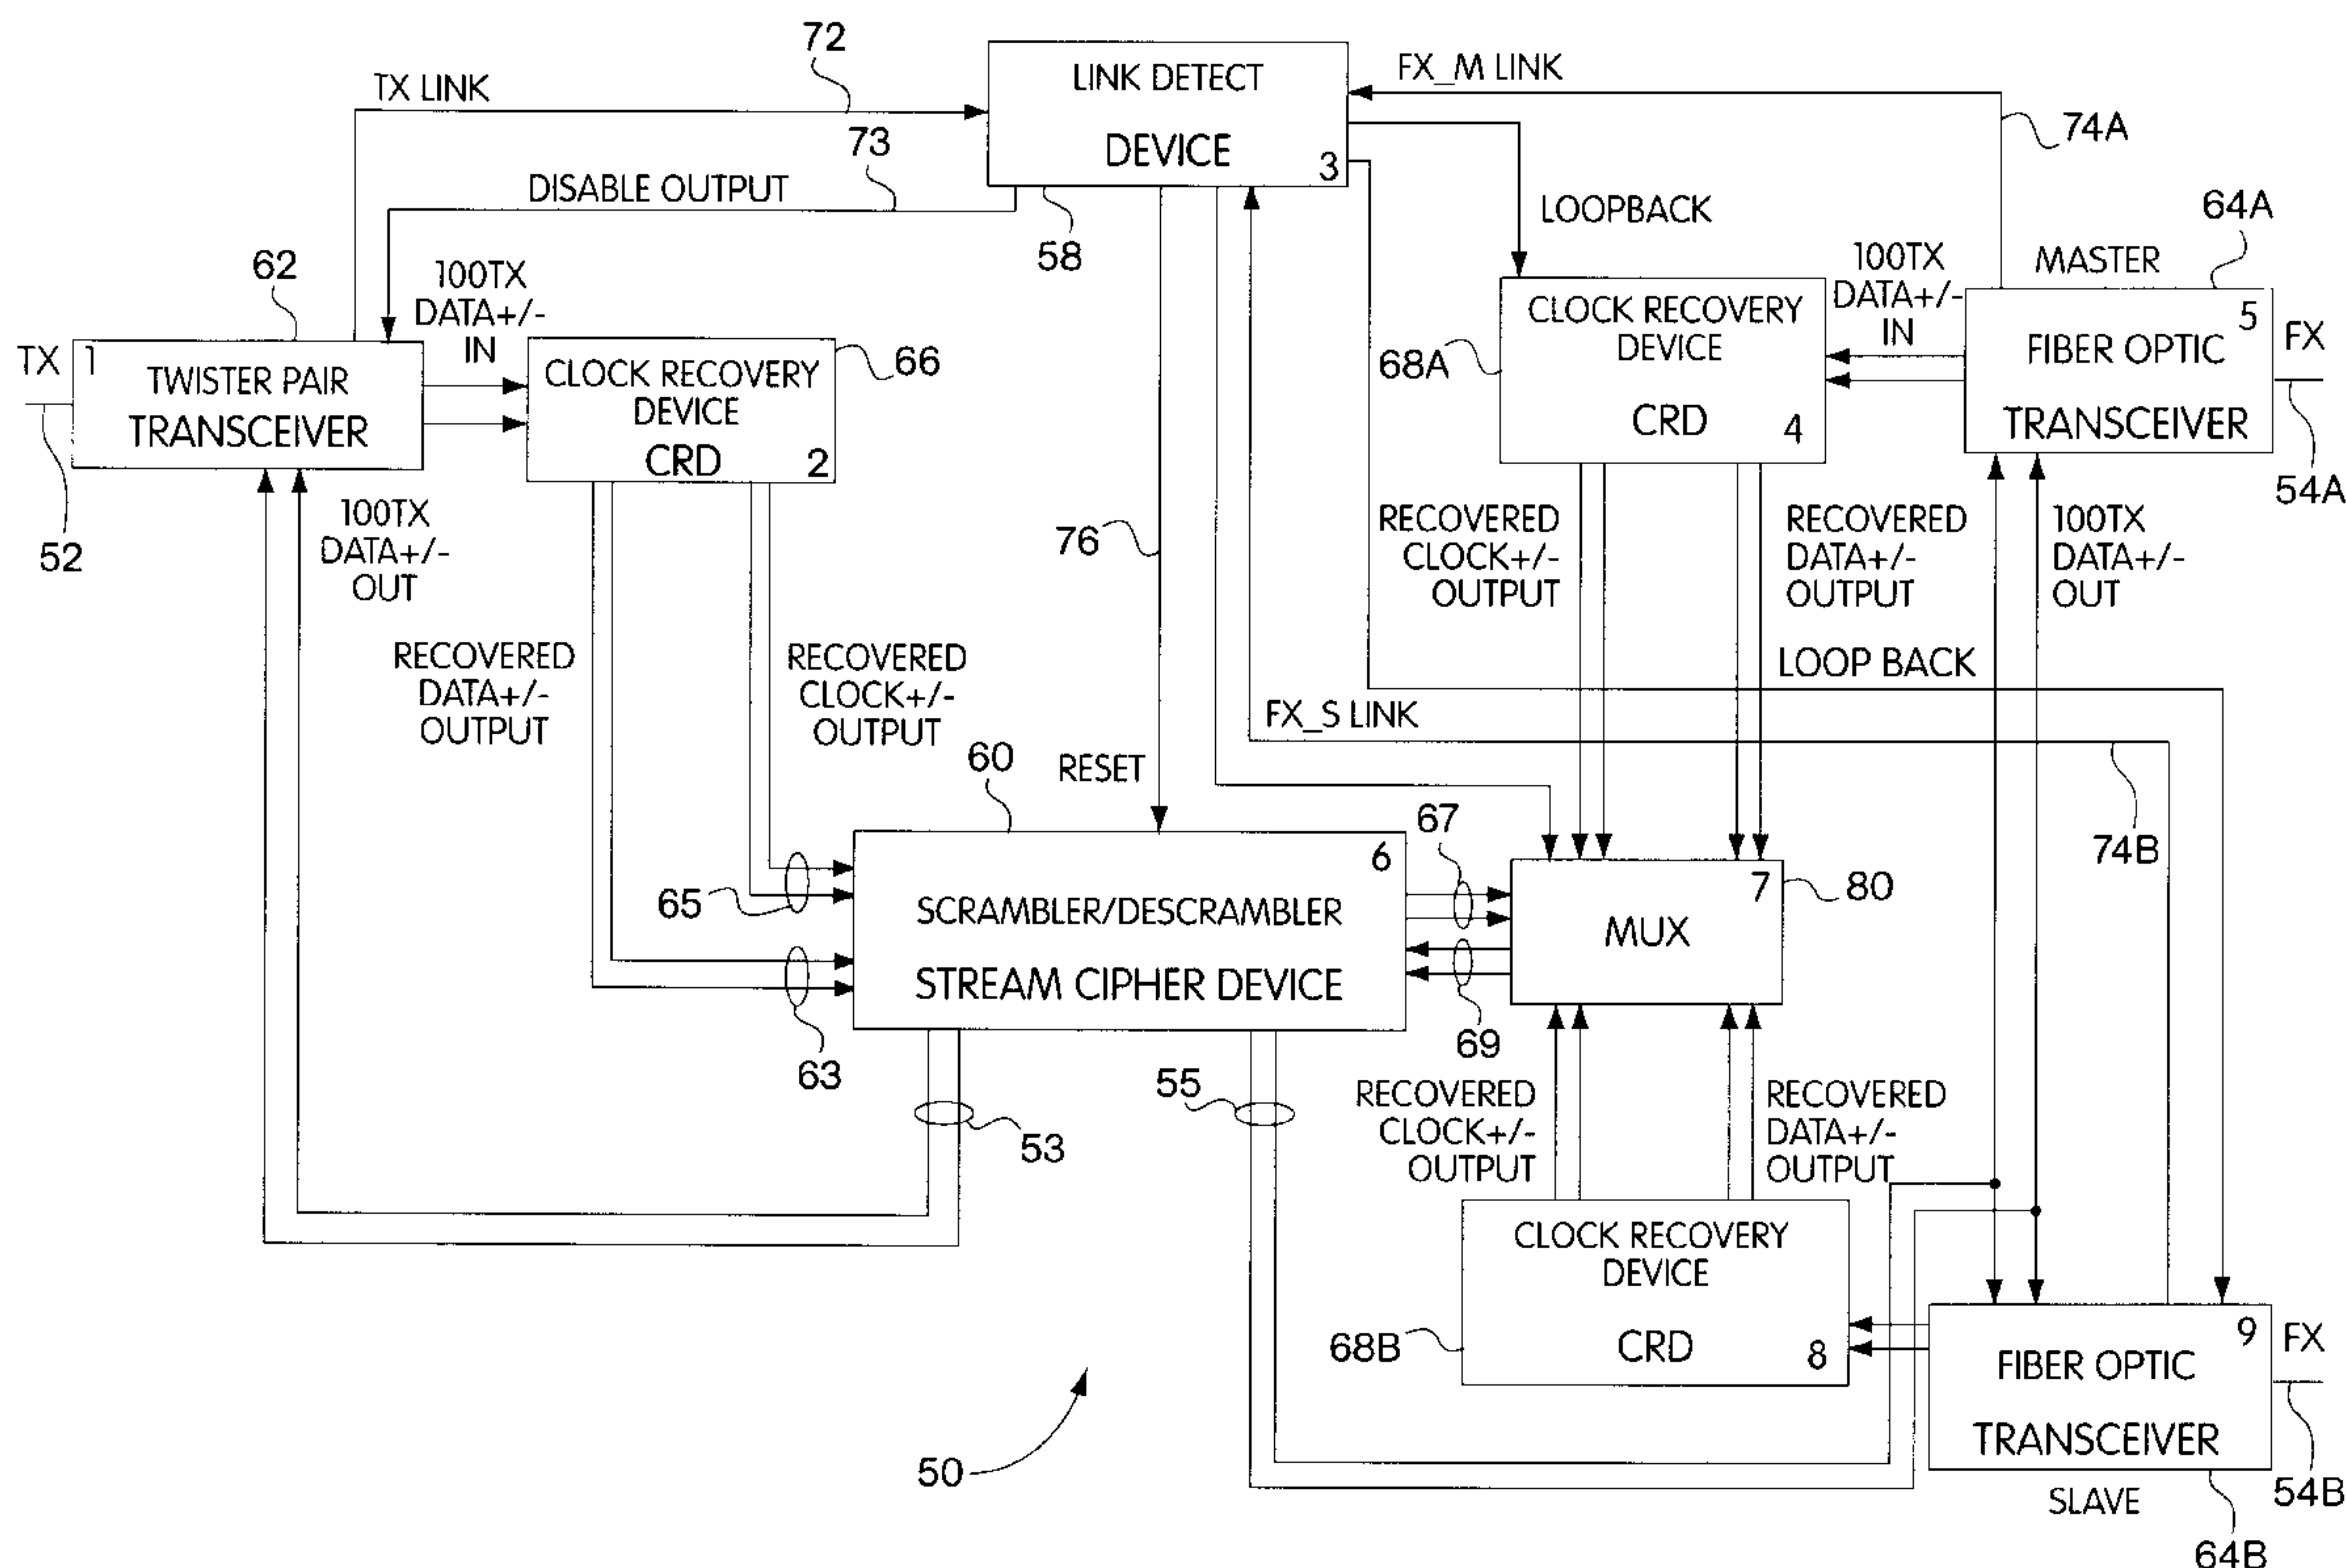 72
TX LINK
73
DISABLE OUTPUT
LINK DETECT
DEVICE
3
58
FX_M LINK
74A
LOOPBACK
64A
MASTER
62
100TX
DATA+/-
IN
TX
1
TWISTER PAIR
TRANSCEIVER
52
100TX
DATA+/-
OUT
CLOCK RECOVERY
DEVICE
CRD
2
66
68A
CLOCK RECOVERY
DEVICE
CRD
4
100TX
DATA+/-
IN
5
FIBER OPTIC
TRANSCEIVER
FX
54A
76
RECOVERED
CLOCK+/-
OUTPUT
RECOVERED
DATA+/-
OUTPUT
100TX
DATA+/-
OUT
RECOVERED
DATA+/-
OUTPUT
RECOVERED
CLOCK+/-
OUTPUT
LOOP BACK
FX_S LINK
RESET
60
67
74B
65
63
6
SCRAMBLER/DESCRAMBLER
STREAM CIPHER DEVICE
7
MUX
80
69
53
55
RECOVERED
CLOCK+/-
OUTPUT
RECOVERED
DATA+/-
OUTPUT
CLOCK RECOVERY
DEVICE
CRD
8
68B
9
FIBER OPTIC
TRANSCEIVER
FX
54B
SLAVE
64B
50